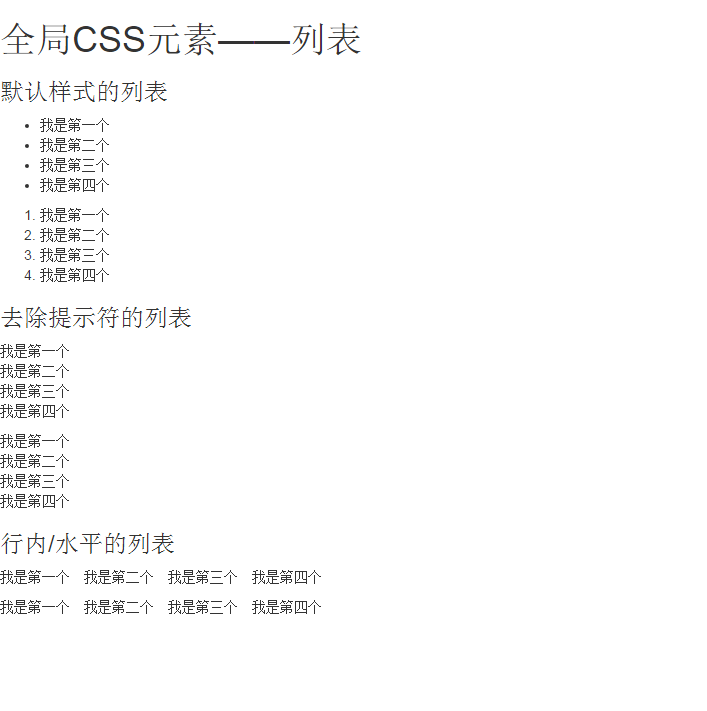 全局CSS元素——列表
默认样式的列表
• 我是第一个
• 我是第二个
• 我是第三个
• 我是第四个
1. 我是第一个
2. 我是第二个
3. 我是第三个
4. 我是第四个
去除提示符的列表
我是第一个
我是第二个
我是第三个
我是第四个
我是第一个
我是第二个
我是第三个
我是第四个
行内/水平的列表
我是第一个 我是第二个 我是第三个 我是第四个
我是第一个 我是第二个 我是第三个 我是第四个